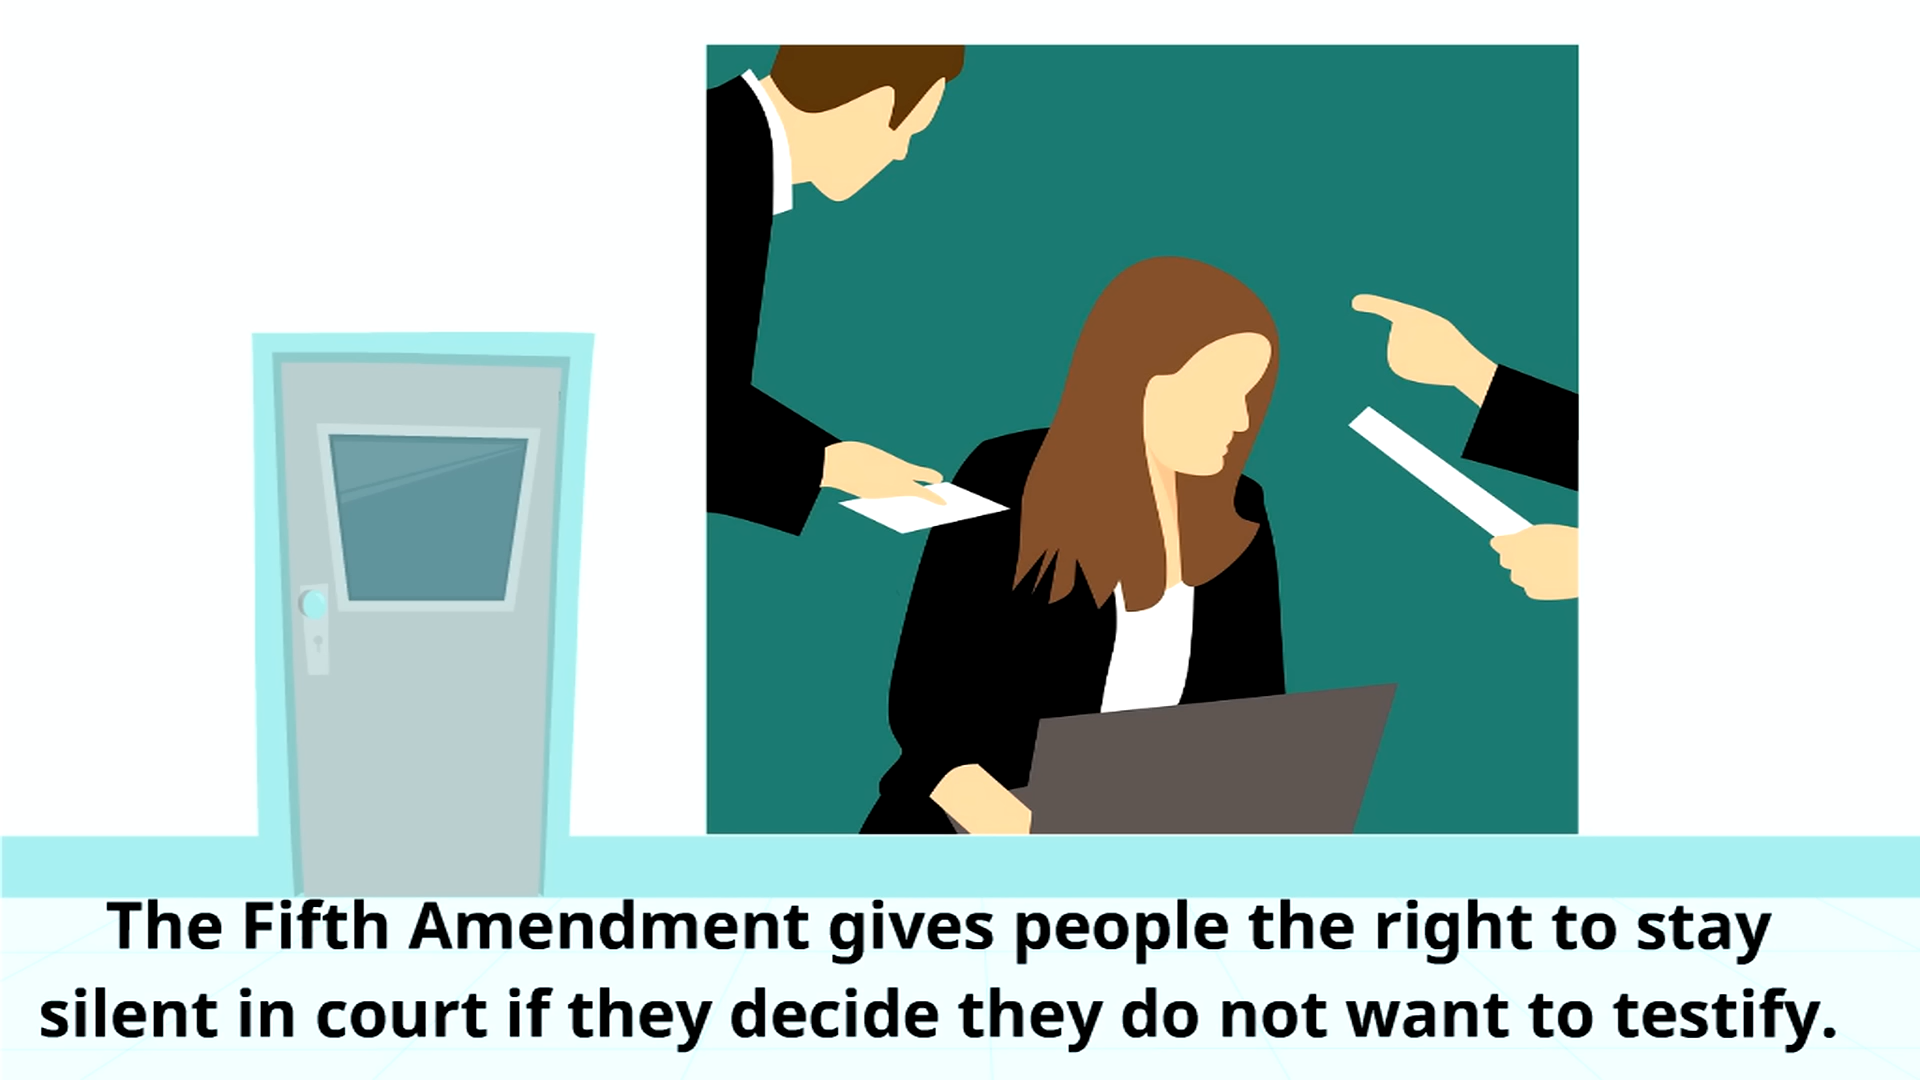 The Fifth Amendment gives people the right to stay
silent in court if they decide they do not want to testify.